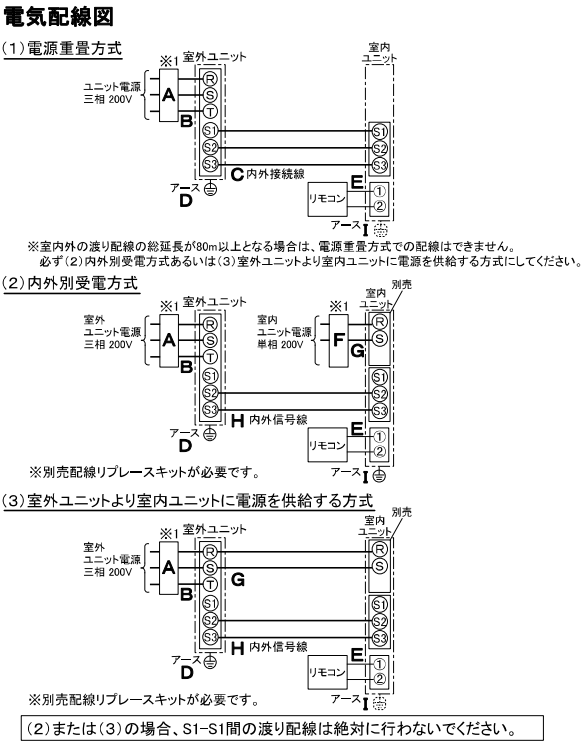 電気配線図
(1)電源重畳方式
※1 室外ユニット
室内
ユニット
ユニット電源
三相 200V
A
B
R
S
T
S1
S2
S3
S1
S2
S3
C 内外接続線
アース
D
リモコン
E
①
②
アース I
※室内外の渡り配線の総延長が80m以上となる場合は、電源重畳方式での配線はできません。
必ず(2)内外別受電方式あるいは(3)室外ユニットより室内ユニットに電源を供給する方式にしてください。
(2)内外別受電方式
※1 室外ユニット
※1
室内
ユニット
別売
室外
ユニット電源
三相 200V
A
B
R
S
T
S1
S2
S3
室内
ユニット電源
単相 200V
F
G
R
S
S1
S2
S3
H 内外信号線
アース
D
リモコン
E
①
②
アース I
※別売配線リプレースキットが必要です。
(3)室外ユニットより室内ユニットに電源を供給する方式
※1 室外ユニット
室内
ユニット
別売
室外
ユニット電源
三相 200V
A
B
R
S
T
S1
S2
S3
G
R
S
S1
S2
S3
H 内外信号線
アース
D
リモコン
E
①
②
アース I
※別売配線リプレースキットが必要です。
(2)または(3)の場合、S1-S1間の渡り配線は絶対に行わないでください。